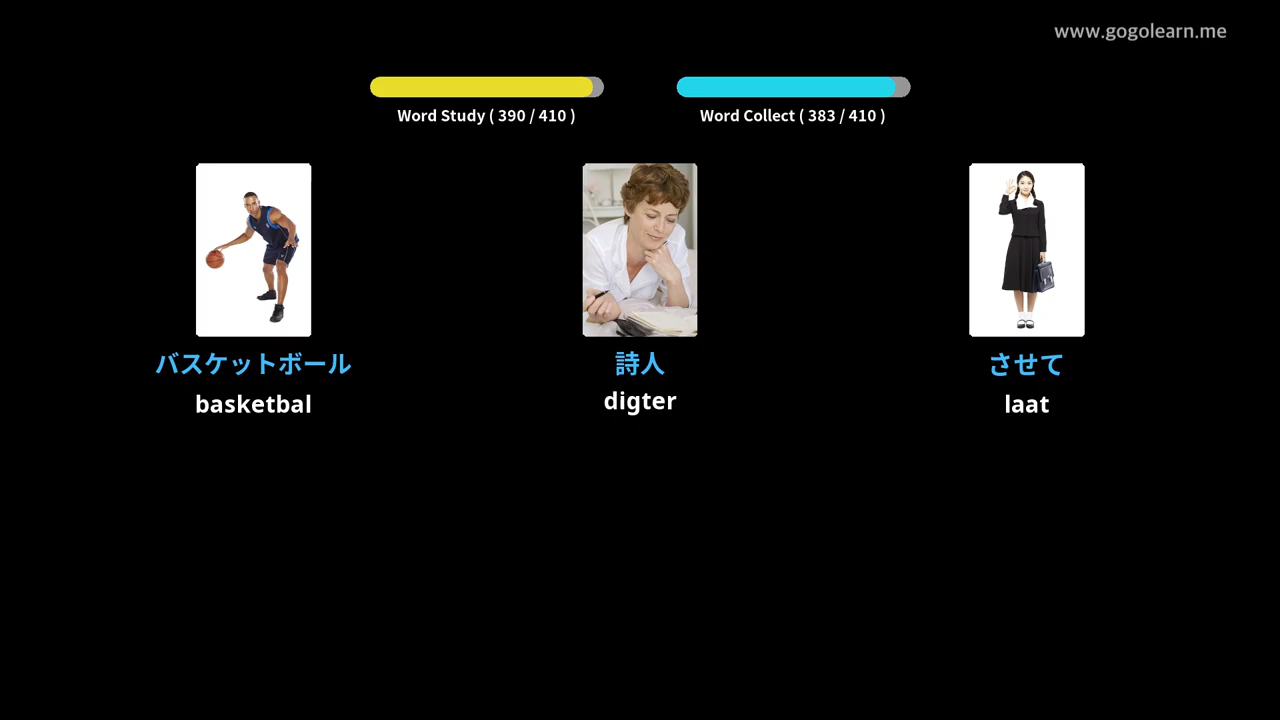 www.gogolearn.me
Word Study ( 390 / 410 )
Word Collect ( 383 / 410 )
バスケットボール
詩人
させて
basketbal
digter
laat